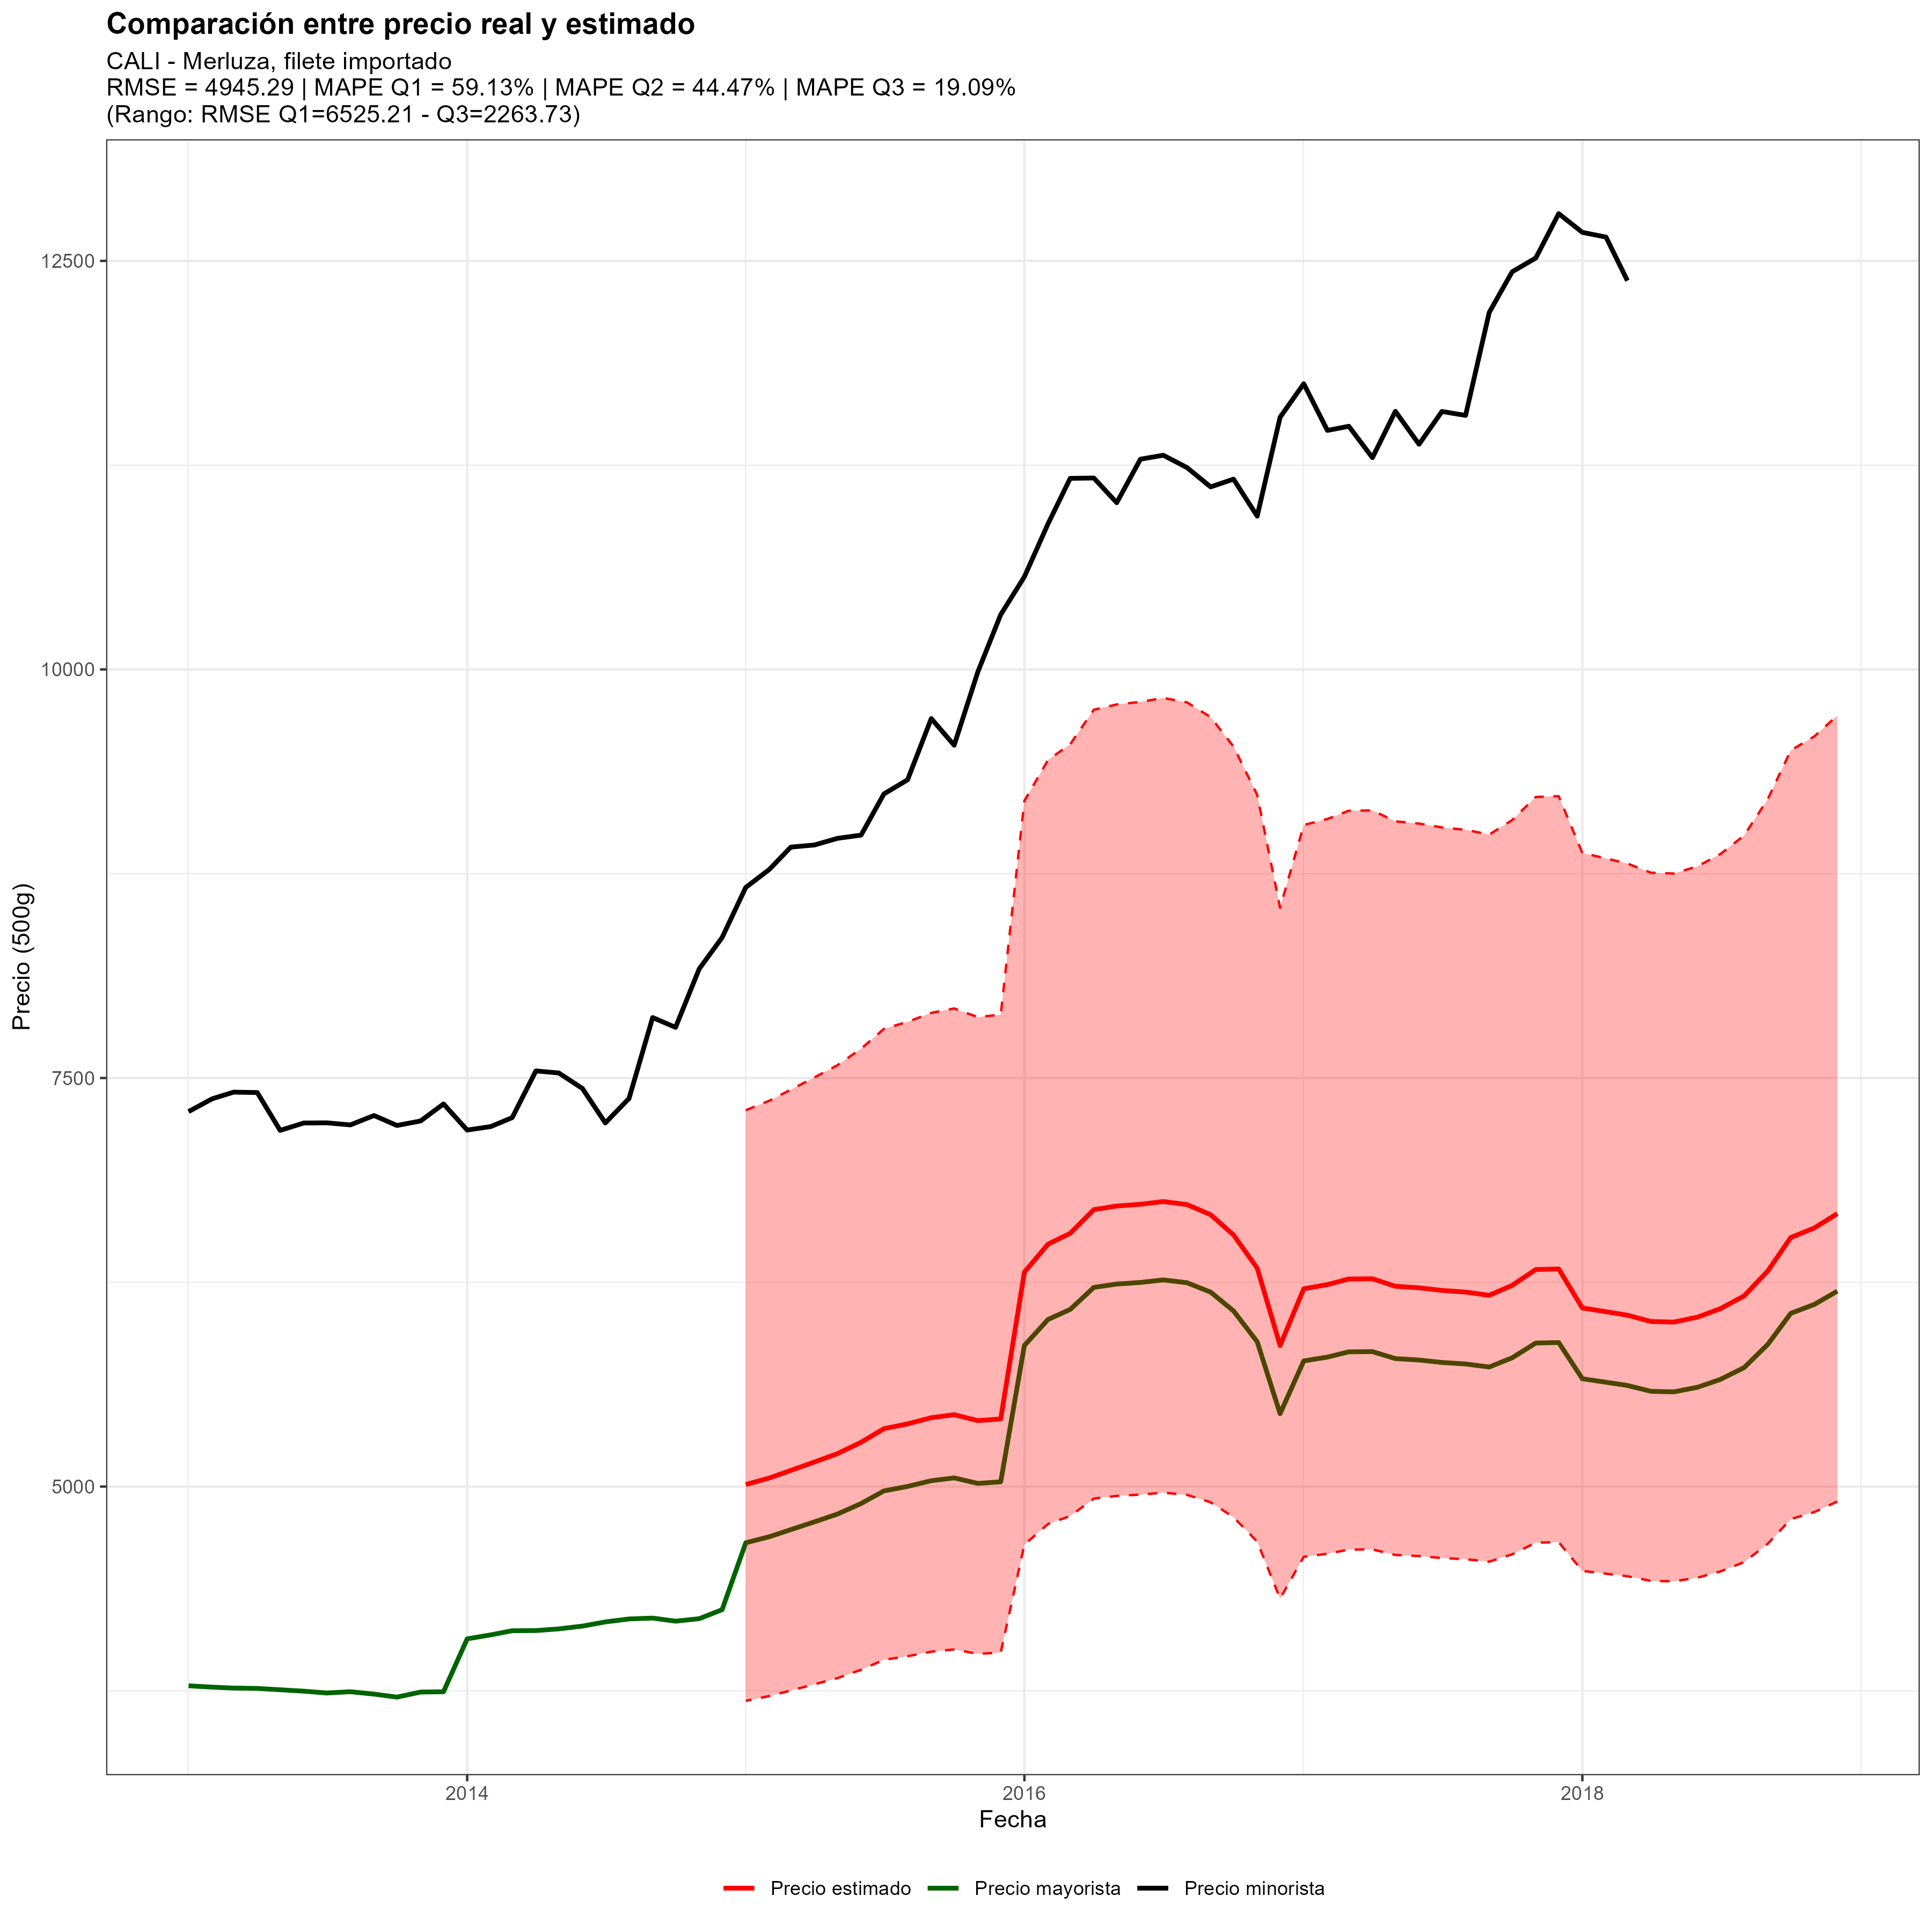 Comparación entre precio real y estimado
CALI - Merluza, filete importado
RMSE = 4945.29 | MAPE Q1 = 59.13% | MAPE Q2 = 44.47% | MAPE Q3 = 19.09%
(Rango: RMSE Q1=6525.21 - Q3=2263.73)
Precio (500g)
12500
10000
7500
5000
2014 2016 2018
Fecha
Precio estimado Precio mayorista Precio minorista